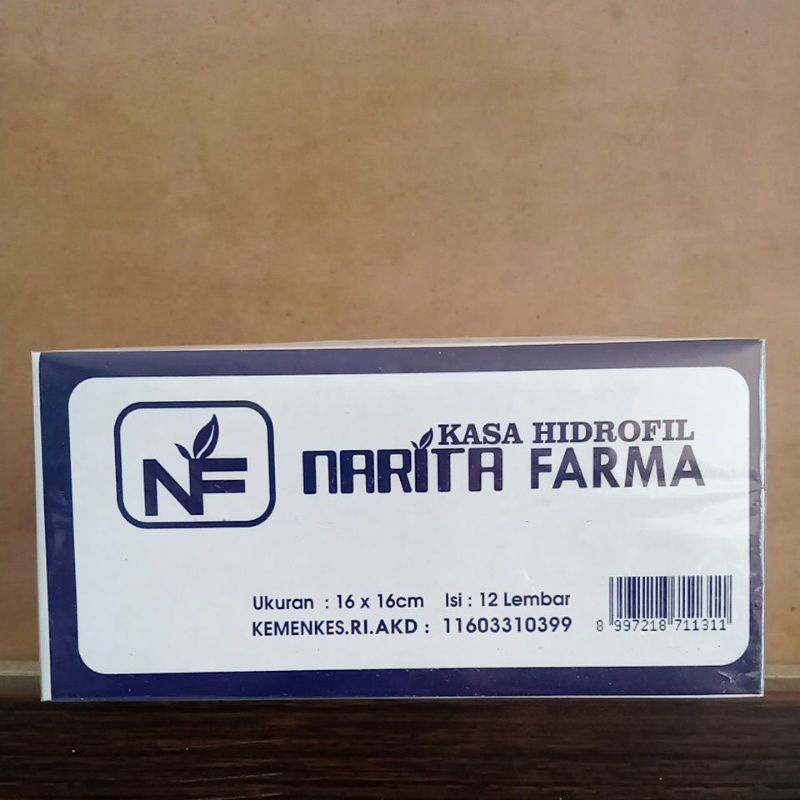 NF
KASA HIDROFIL
NARITA FARMA
Ukuran : 16 x 16cm Isi : 12 Lembar
KEMENKES.RI.AKD : 11603310399
8 997218 711311